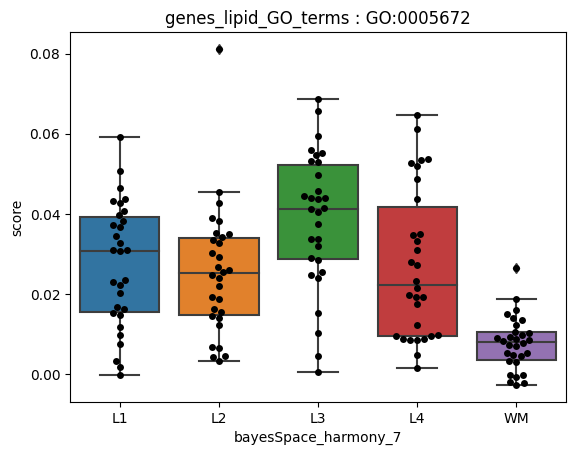 genes_lipid_GO_terms : GO:0005672
0.08
0.06
0.04
0.02
0.00
score
L1 L2 L3 L4 WM
bayesSpace_harmony_7